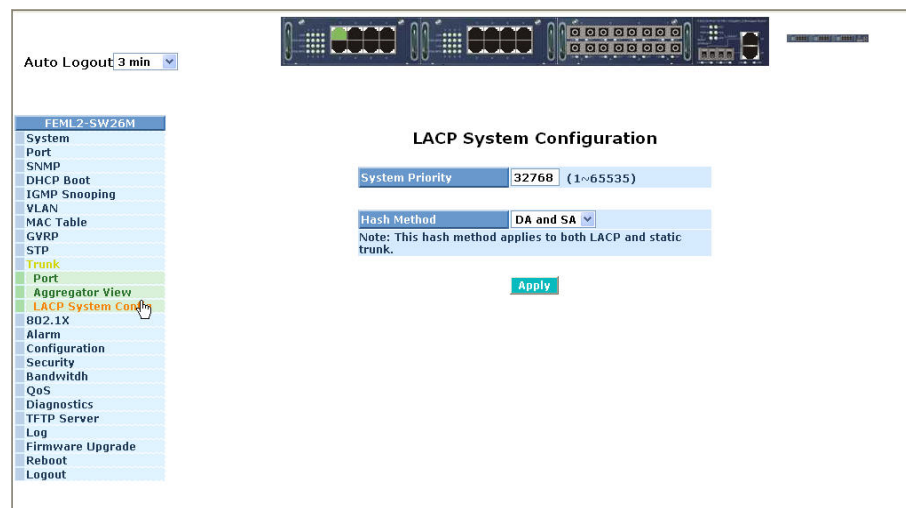 Auto Logout 3 min
FEML2-SW26M
System
Port
SNMP
DHCP Boot
IGMP Snooping
VLAN
MAC Table
GVRP
STP
Trunk
Port
Aggregator View
LACP System
802.1X
Alarm
Configuration
Security
Bandwitdh
QoS
Diagnostics
TFTP Server
Log
Firmware Upgrade
Reboot
Logout
LACP System Configuration
System Priority 32768 (1~65535)
Hash Method DA and SA
Note: This hash method applies to both LACP and static
trunk.
Apply